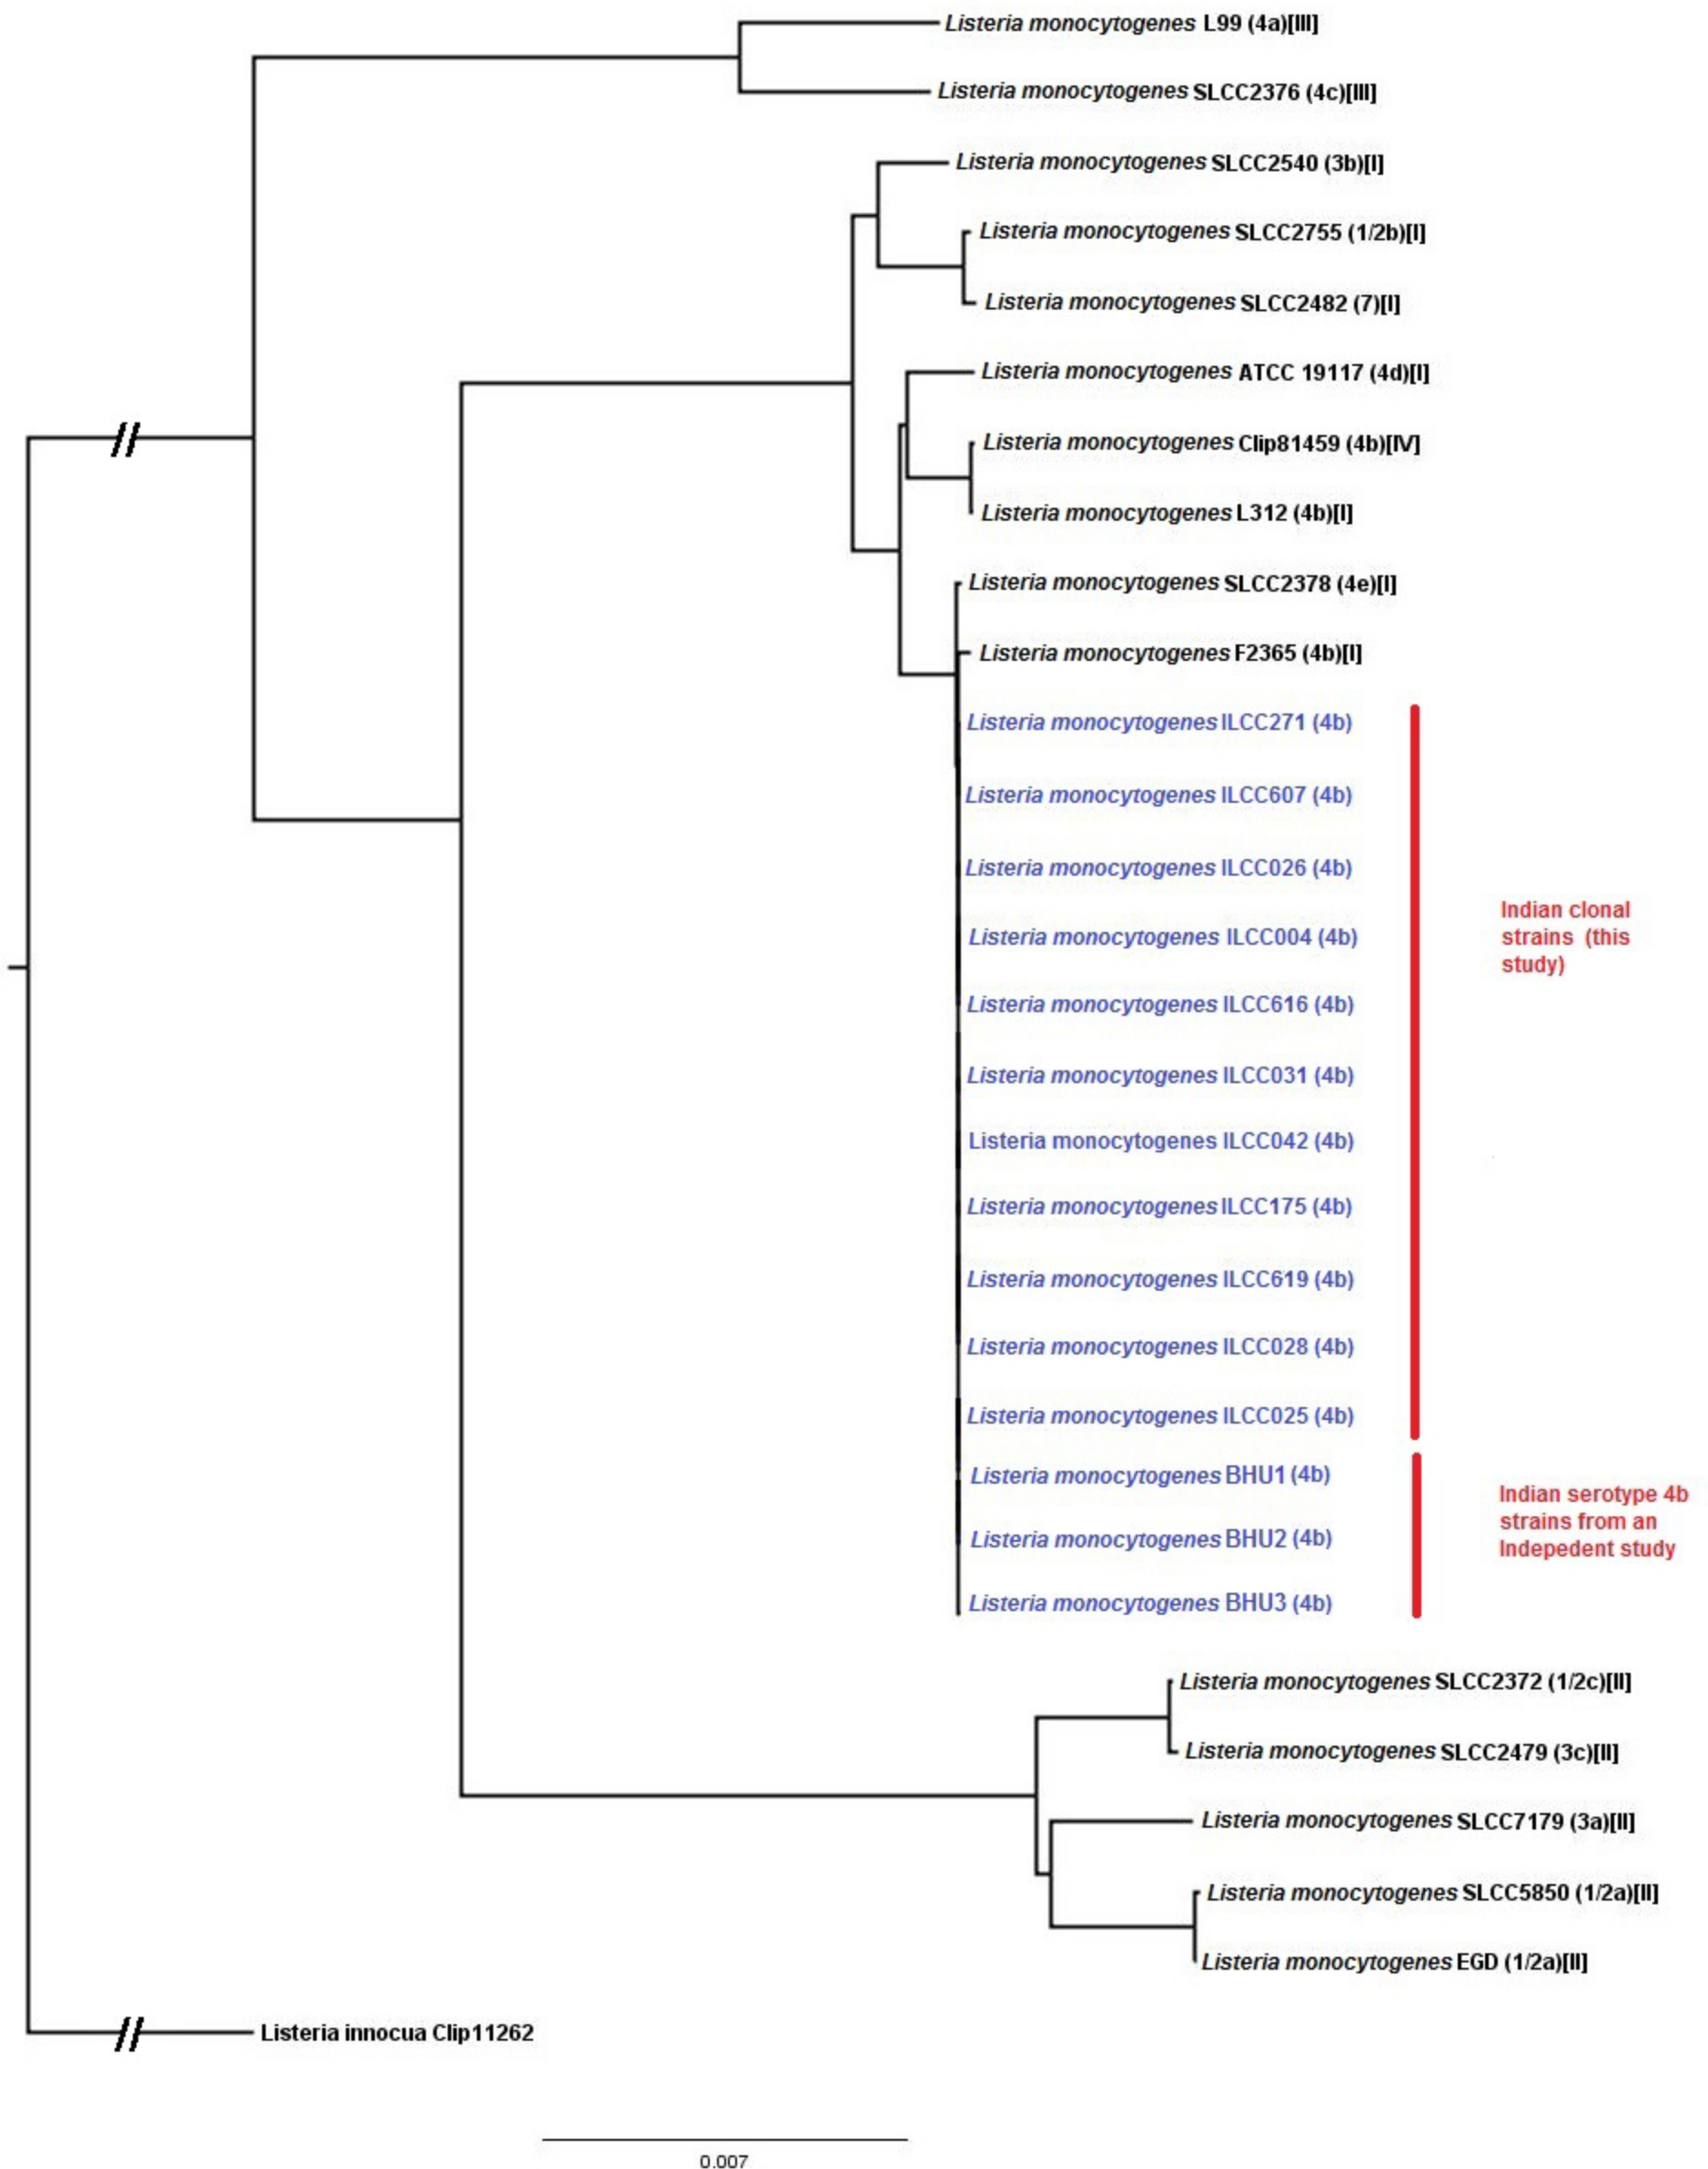 Listeria monocytogenes L99 (4a)[III]
Listeria monocytogenes SLCC2376 (4c)[III]
Listeria monocytogenes SLCC2540 (3b)[I]
Listeria monocytogenes SLCC2755 (1/2b)[I]
Listeria monocytogenes SLCC2482 (7)[I]
Listeria monocytogenes ATCC 19117 (4d)[I]
Listeria monocytogenes Clip81459 (4b)[IV]
Listeria monocytogenes L312 (4b)[I]
Listeria monocytogenes SLCC2378 (4e)[I]
Listeria monocytogenes F2365 (4b)[I]
Listeria monocytogenes ILCC271 (4b)
Listeria monocytogenes ILCC607 (4b)
Listeria monocytogenes ILCC026 (4b)
Listeria monocytogenes ILCC004 (4b)
Listeria monocytogenes ILCC616 (4b)
Listeria monocytogenes ILCC031 (4b)
Listeria monocytogenes ILCC042 (4b)
Listeria monocytogenes ILCC175 (4b)
Listeria monocytogenes ILCC619 (4b)
Listeria monocytogenes ILCC028 (4b)
Listeria monocytogenes ILCC025 (4b)
Indian clonal
strains (this
study)
Listeria monocytogenes BHU1 (4b)
Listeria monocytogenes BHU2 (4b)
Listeria monocytogenes BHU3 (4b)
Indian serotype 4b
strains from an
Indepedent study
Listeria monocytogenes SLCC2372 (1/2c)[II]
Listeria monocytogenes SLCC2479 (3c)[II]
Listeria monocytogenes SLCC7179 (3a)[II]
Listeria monocytogenes SLCC5850 (1/2a)[II]
Listeria monocytogenes EGD (1/2a)[II]
Listeria innocua Clip11262
0.007